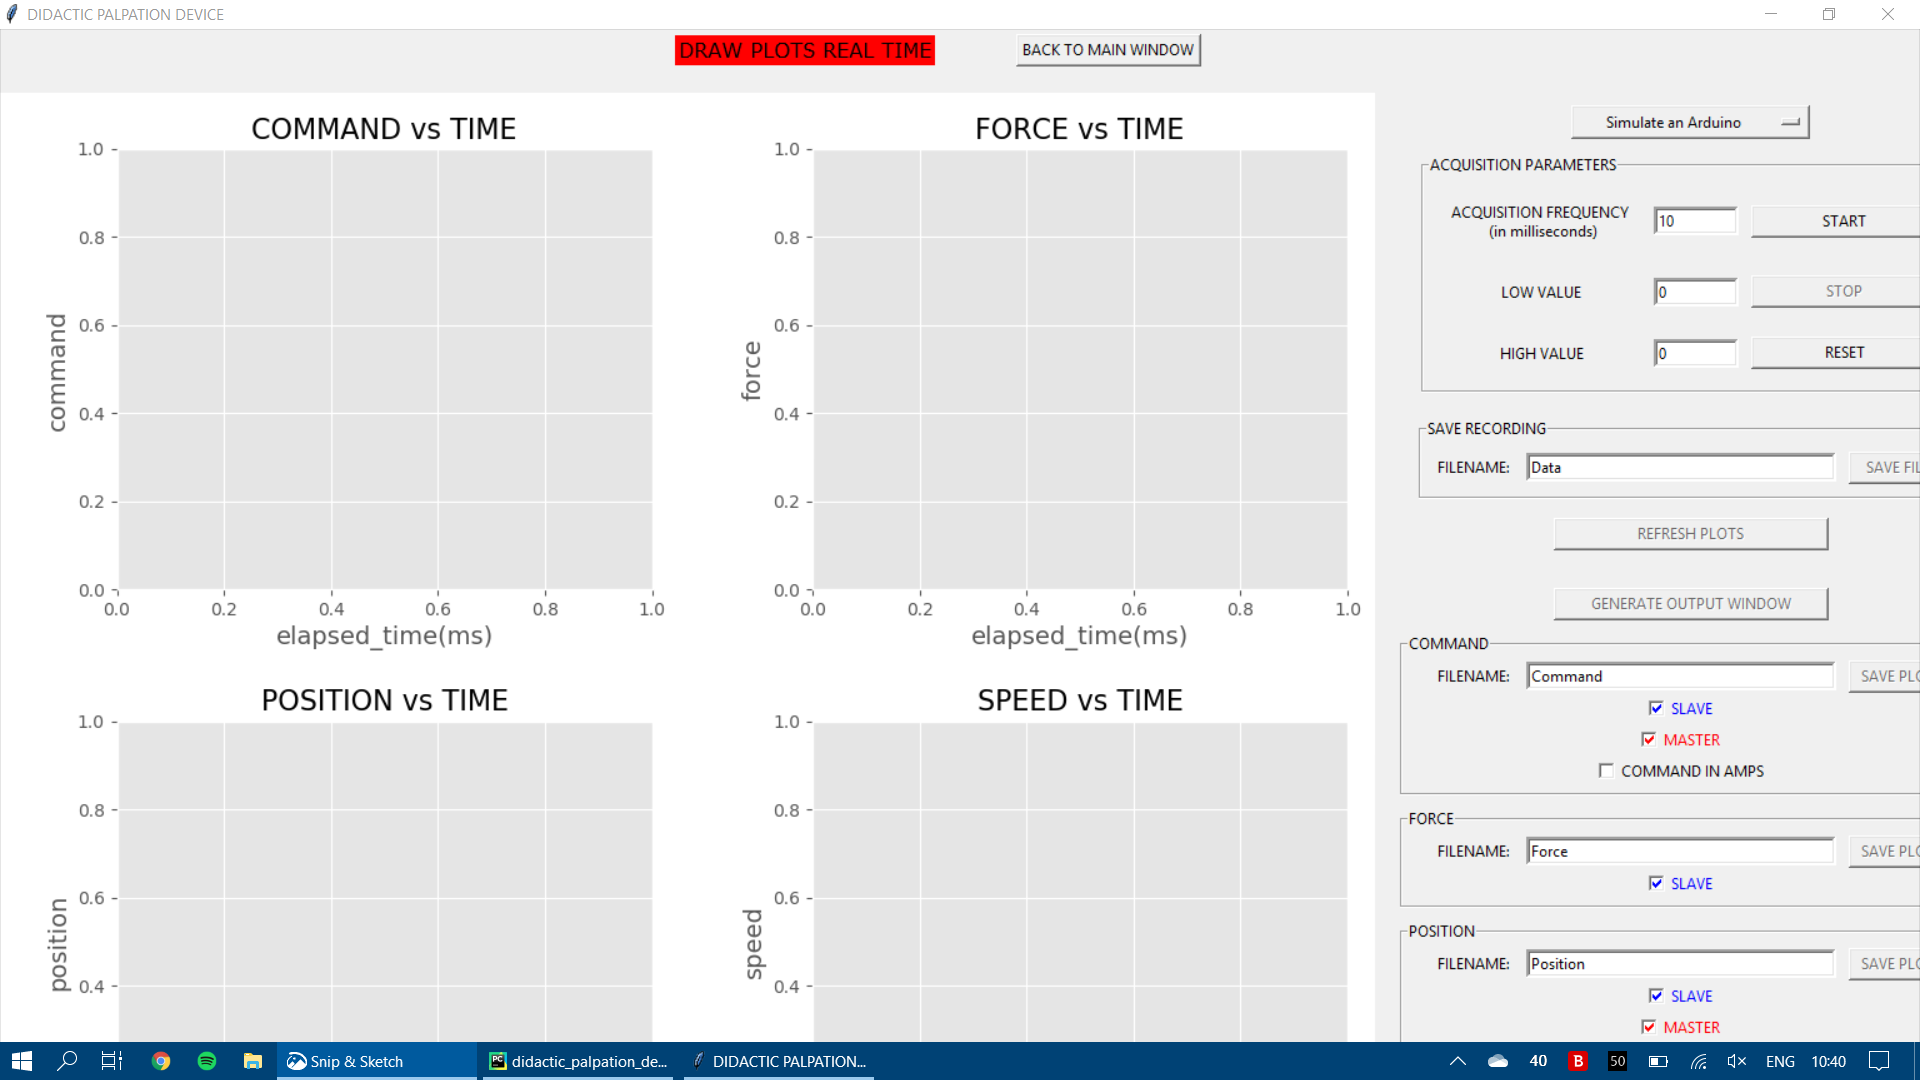 DIDACTIC PALPATION DEVICE
DRAW PLOTS REAL TIME
BACK TO MAIN WINDOW
COMMAND vs TIME
1.0
0.8
0.6
0.4
0.2
0.0
0.0 0.2 0.4 0.6 0.8 1.0
command
elapsed_time(ms)
FORCE vs TIME
1.0
0.8
0.6
0.4
0.2
0.0
0.0 0.2 0.4 0.6 0.8 1.0
force
elapsed_time(ms)
POSITION vs TIME
1.0
0.8
0.6
0.4
position
SPEED vs TIME
1.0
0.8
0.6
0.4
speed
Simulate an Arduino
ACQUISITION PARAMETERS
ACQUISITION FREQUENCY
(in milliseconds)
10
START
LOW VALUE
0
STOP
HIGH VALUE
0
RESET
SAVE RECORDING
FILENAME:
Data
SAVE FIL
REFRESH PLOTS
GENERATE OUTPUT WINDOW
COMMAND
FILENAME:
Command
SAVE PLO
SLAVE
MASTER
COMMAND IN AMPS
FORCE
FILENAME:
Force
SAVE PLO
SLAVE
POSITION
FILENAME:
Position
SAVE PLO
SLAVE
MASTER
Snip & Sketch
PC
didactic_palpation_de...
DIDACTIC PALPATION...
40
B
50
ENG
10:40